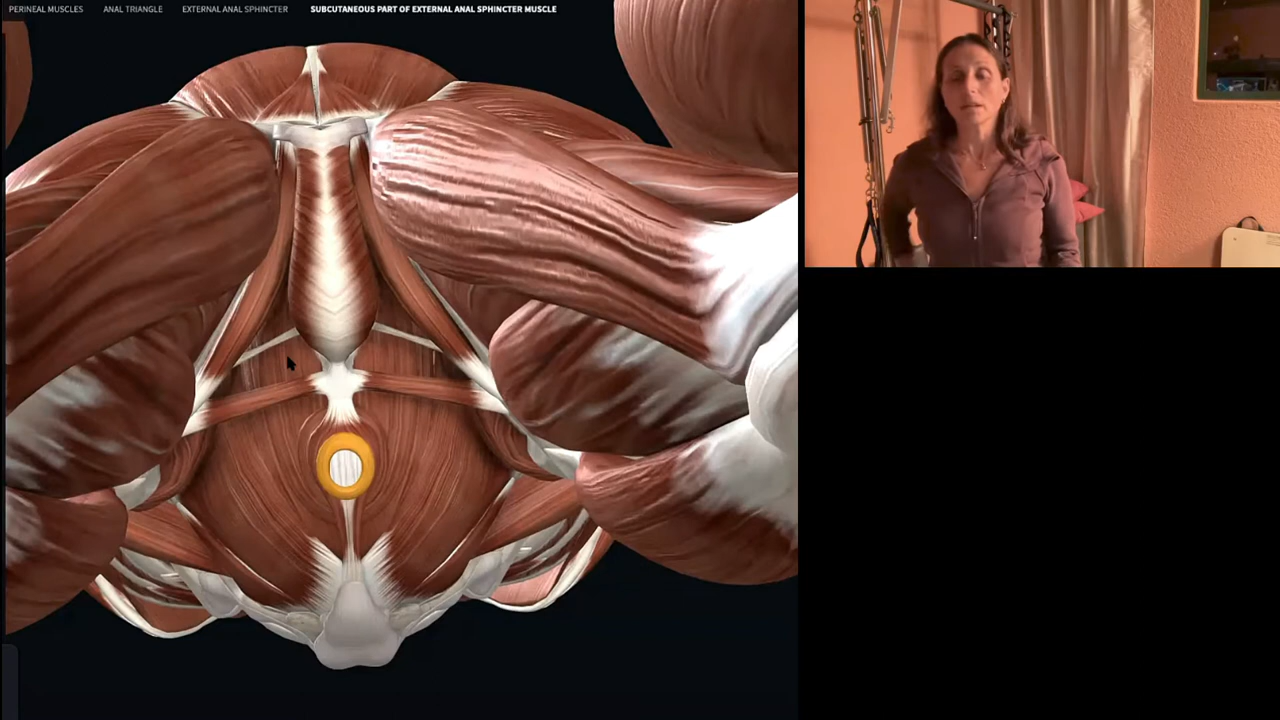 PERINEAL MUSCLES ANAL TRIANGLE EXTERNAL ANAL SPHINCTER SUBCUTANEOUS PART OF EXTERNAL ANAL SPHINCTER MUSCLE